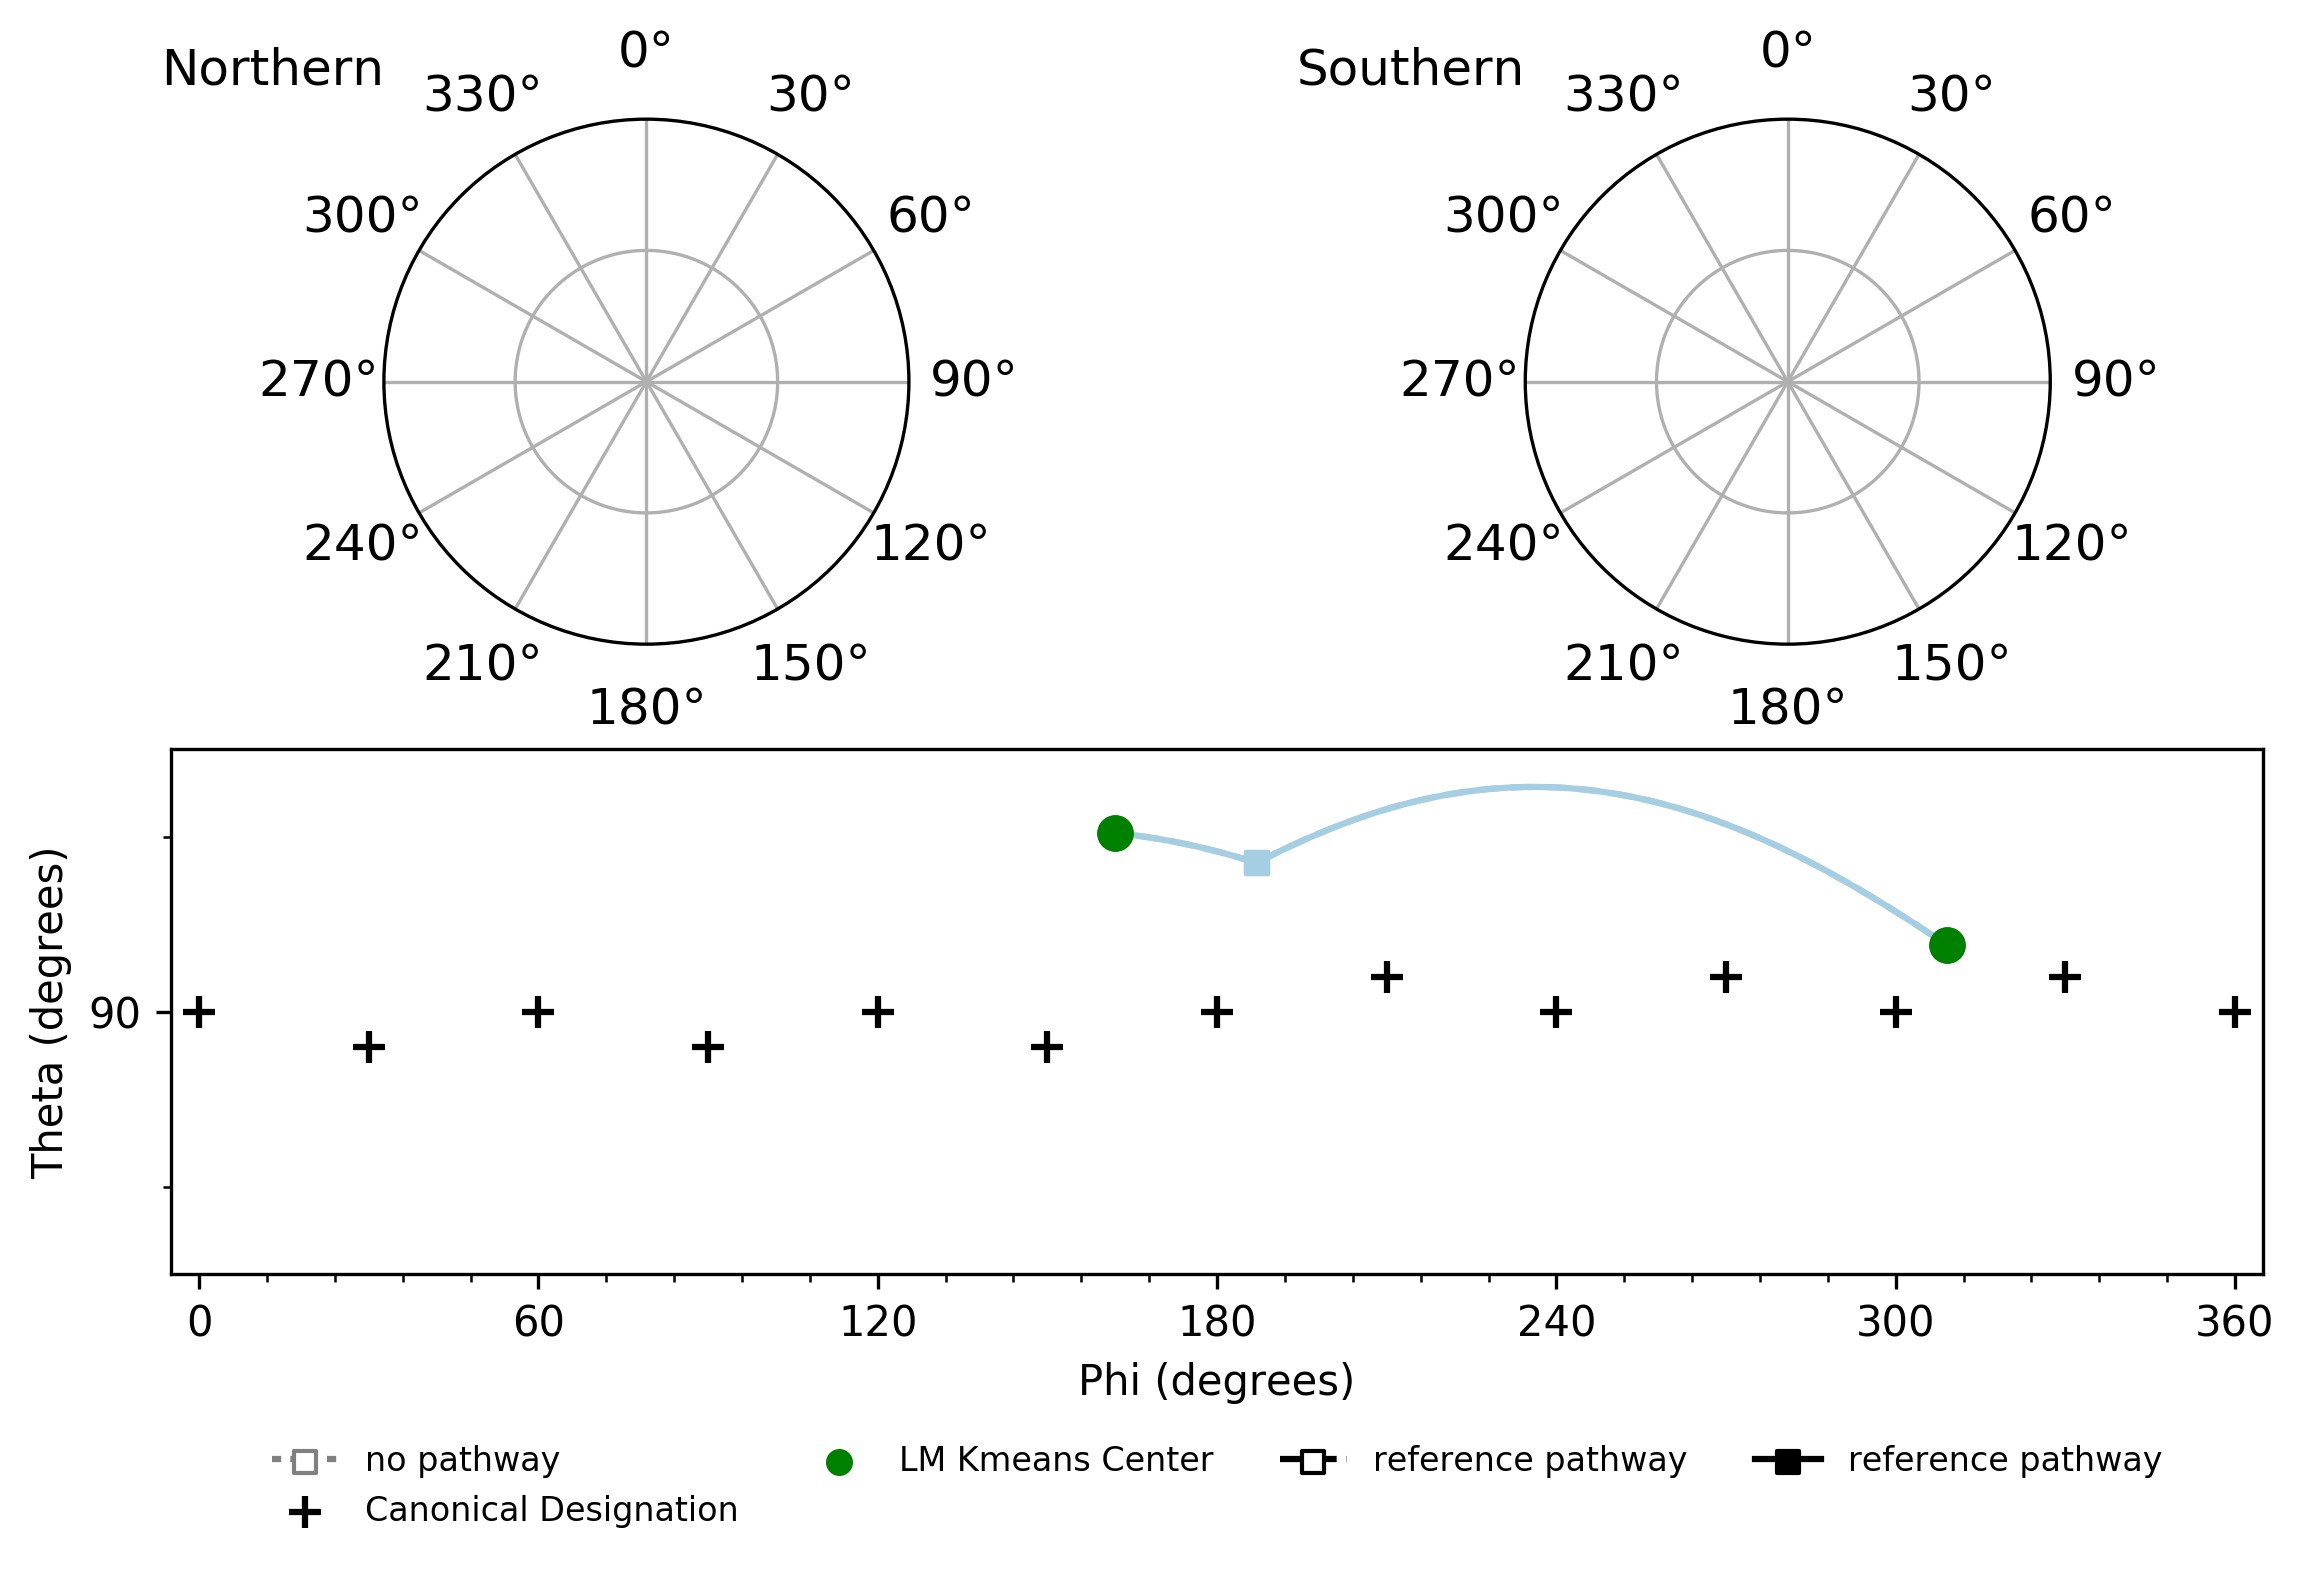 Northern
0°
330°
30°
300°
60°
270°
90°
240°
120°
210°
150°
180°
Southern
0°
330°
30°
300°
60°
270°
90°
240°
120°
210°
150°
180°
Theta (degrees)
90
0 60 120 180 240 300 360
Phi (degrees)
no pathway
Canonical Designation
LM Kmeans Center
reference pathway
reference pathway